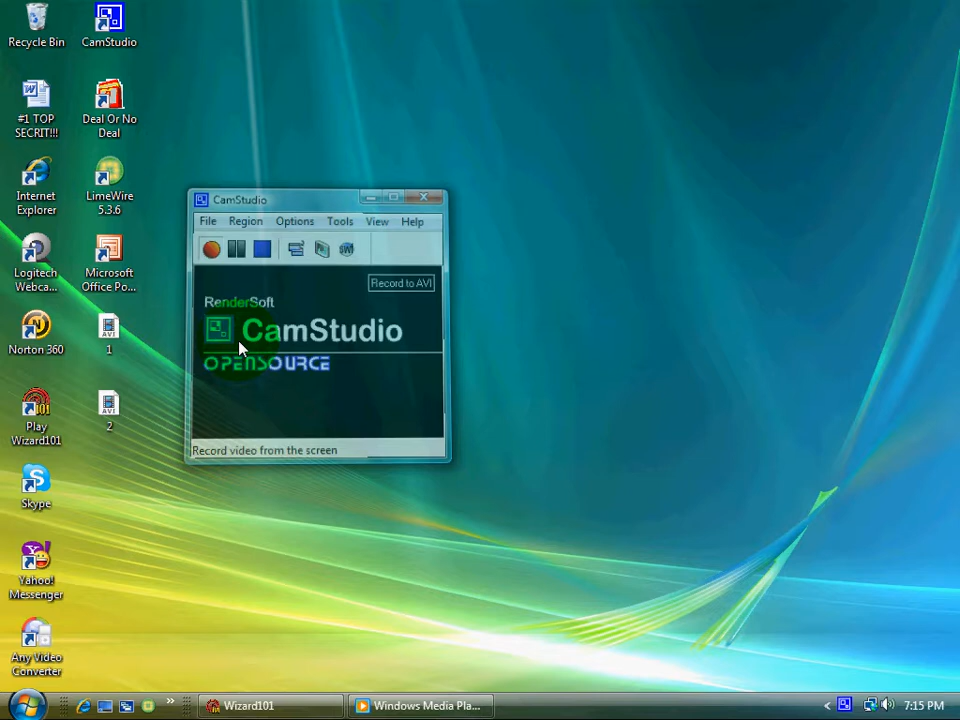 Recycle Bin
CamStudio
#1 TOP
SECRIT!!!
Deal Or No
Deal
Internet
Explorer
LimeWire
5.3.6
Logitech
Webca...
Microsoft
Office Po...
Norton 360
AVI
1
Play
Wizard101
AVI
2
Skype
Yahoo!
Messenger
Any Video
Converter
CamStudio
File Region Options Tools View Help
SWF
Record to AVI
RenderSoft
CamStudio
OPENSOURCE
Record video from the screen
Wizard101
Windows Media Pla...
7:15 PM